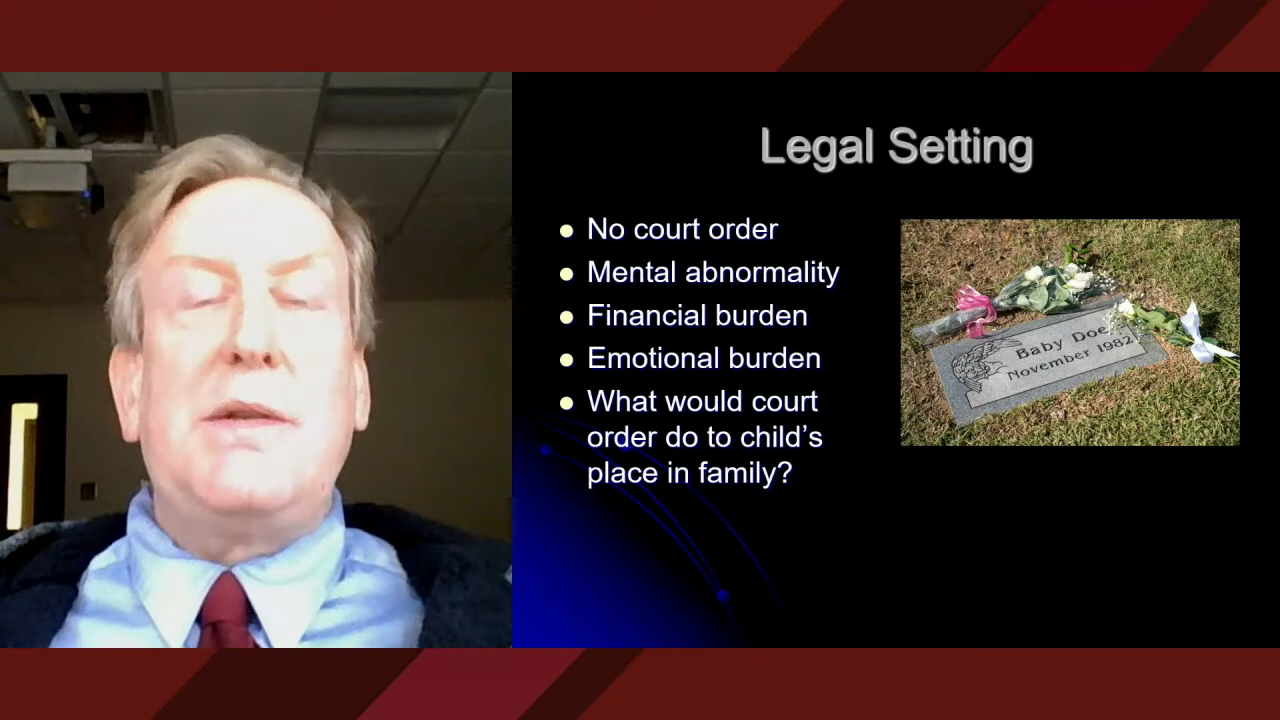 Legal Setting
No court order
Mental abnormality
Financial burden
Emotional burden
What would court
order do to child’s
place in family?
Baby Doe
November 1982